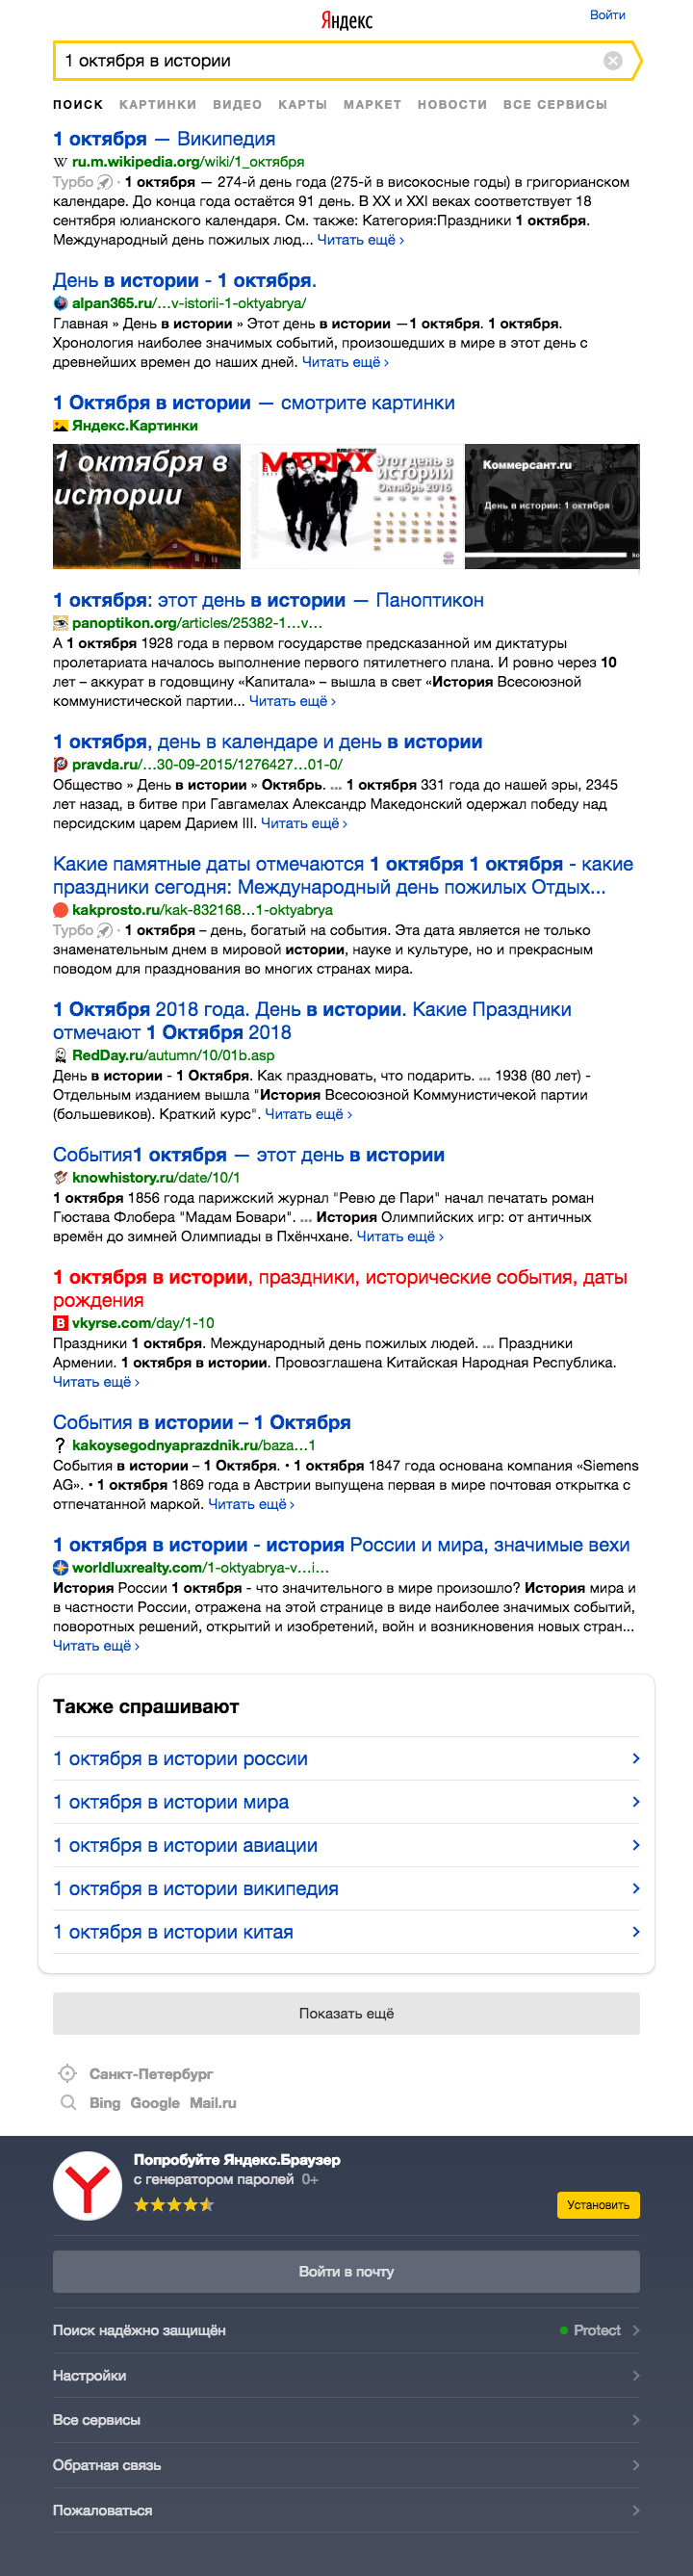 Яндекс
Войти
1 октября в истории
ПОИСК КАРТИНКИ ВИДЕО КАРТЫ МАРКЕТ НОВОСТИ ВСЕ СЕРВИСЫ
1 октября — Википедия
ru.m.wikipedia.org/wiki/1_октября
Турбо · 1 октября — 274-й день года (275-й в високосные годы) в григорианском
календаре. До конца года остаётся 91 день. В XX и XXI веках соответствует 18
сентября юлианского календаря. См. также: Категория:Праздники 1 октября.
Международный день пожилых люд... Читать ещё ›
День в истории - 1 октября.
alpan365.ru/…v-istorii-1-oktyabrya/
Главная » День в истории » Этот день в истории —1 октября. 1 октября.
Хронология наиболее значимых событий, произошедших в мире в этот день с
древнейших времен до наших дней. Читать ещё ›
1 Октября в истории — смотрите картинки
Яндекс.Картинки
1 октября в
истории
MATRIXX
Этот день в
истории
Октябрь 2016
Коммерсант.ru
День в истории: 1 октября
1 октября: этот день в истории — Паноптикон
panoptikon.org/articles/25382-1…v…
А 1 октября 1928 года в первом государстве предсказанной им диктатуры
пролетариата началось выполнение первого пятилетнего плана. И ровно через 10
лет – аккурат в годовщину «Капитала» – вышла в свет «История Всесоюзной
коммунистической партии... Читать ещё ›
1 октября, день в календаре и день в истории
pravda.ru/…30-09-2015/1276427…01-0/
Общество » День в истории » Октябрь. ... 1 октября 331 года до нашей эры, 2345
лет назад, в битве при Гавгамелах Александр Македонский одержал победу над
персидским царем Дарием III. Читать ещё ›
Какие памятные даты отмечаются 1 октября 1 октября - какие
праздники сегодня: Международный день пожилых Отдых...
kakprosto.ru/kak-832168…1-oktyabrya
Турбо · 1 октября – день, богатый на события. Эта дата является не только
знаменательным днем в мировой истории, науке и культуре, но и прекрасным
поводом для празднования во многих странах мира.
1 Октября 2018 года. День в истории. Какие Праздники
отмечают 1 Октября 2018
RedDay.ru/autumn/10/01b.asp
День в истории - 1 Октября. Как праздновать, что подарить. ... 1938 (80 лет) -
Отдельным изданием вышла "История Всесоюзной Коммунистичекой партии
(большевиков). Краткий курс". Читать ещё ›
События1 октября — этот день в истории
knowhistory.ru/date/10/1
1 октября 1856 года парижский журнал "Ревю де Пари" начал печатать роман
Гюстава Флобера "Мадам Бовари". ... История Олимпийских игр: от античных
времён до зимней Олимпиады в Пхёнчхане. Читать ещё ›
1 октября в истории, праздники, исторические события, даты
рождения
B vkyrse.com/day/1-10
Праздники 1 октября. Международный день пожилых людей. ... Праздники
Армении. 1 октября в истории. Провозглашена Китайская Народная Республика.
Читать ещё ›
События в истории – 1 Октября
kakoysegodnyaprazdnik.ru/baza…1
События в истории – 1 Октября. • 1 октября 1847 года основана компания «Siemens
AG». • 1 октября 1869 года в Австрии выпущена первая в мире почтовая открытка с
отпечатанной маркой. Читать ещё ›
1 октября в истории - история России и мира, значимые вехи
worldluxrealty.com/1-oktyabrya-v…i…
История России 1 октября - что значительного в мире произошло? История мира и
в частности России, отражена на этой странице в виде наиболее значимых событий,
поворотных решений, открытий и изобретений, войн и возникновения новых стран...
Читать ещё ›
Также спрашивают
1 октября в истории россии
1 октября в истории мира
1 октября в истории авиации
1 октября в истории википедия
1 октября в истории китая
Показать ещё
Санкт-Петербург
Bing Google Mail.ru
Попробуйте Яндекс.Браузер
с генератором паролей 0+
Установить
Войти в почту
Поиск надёжно защищён
Protect
Настройки
Все сервисы
Обратная связь
Пожаловаться